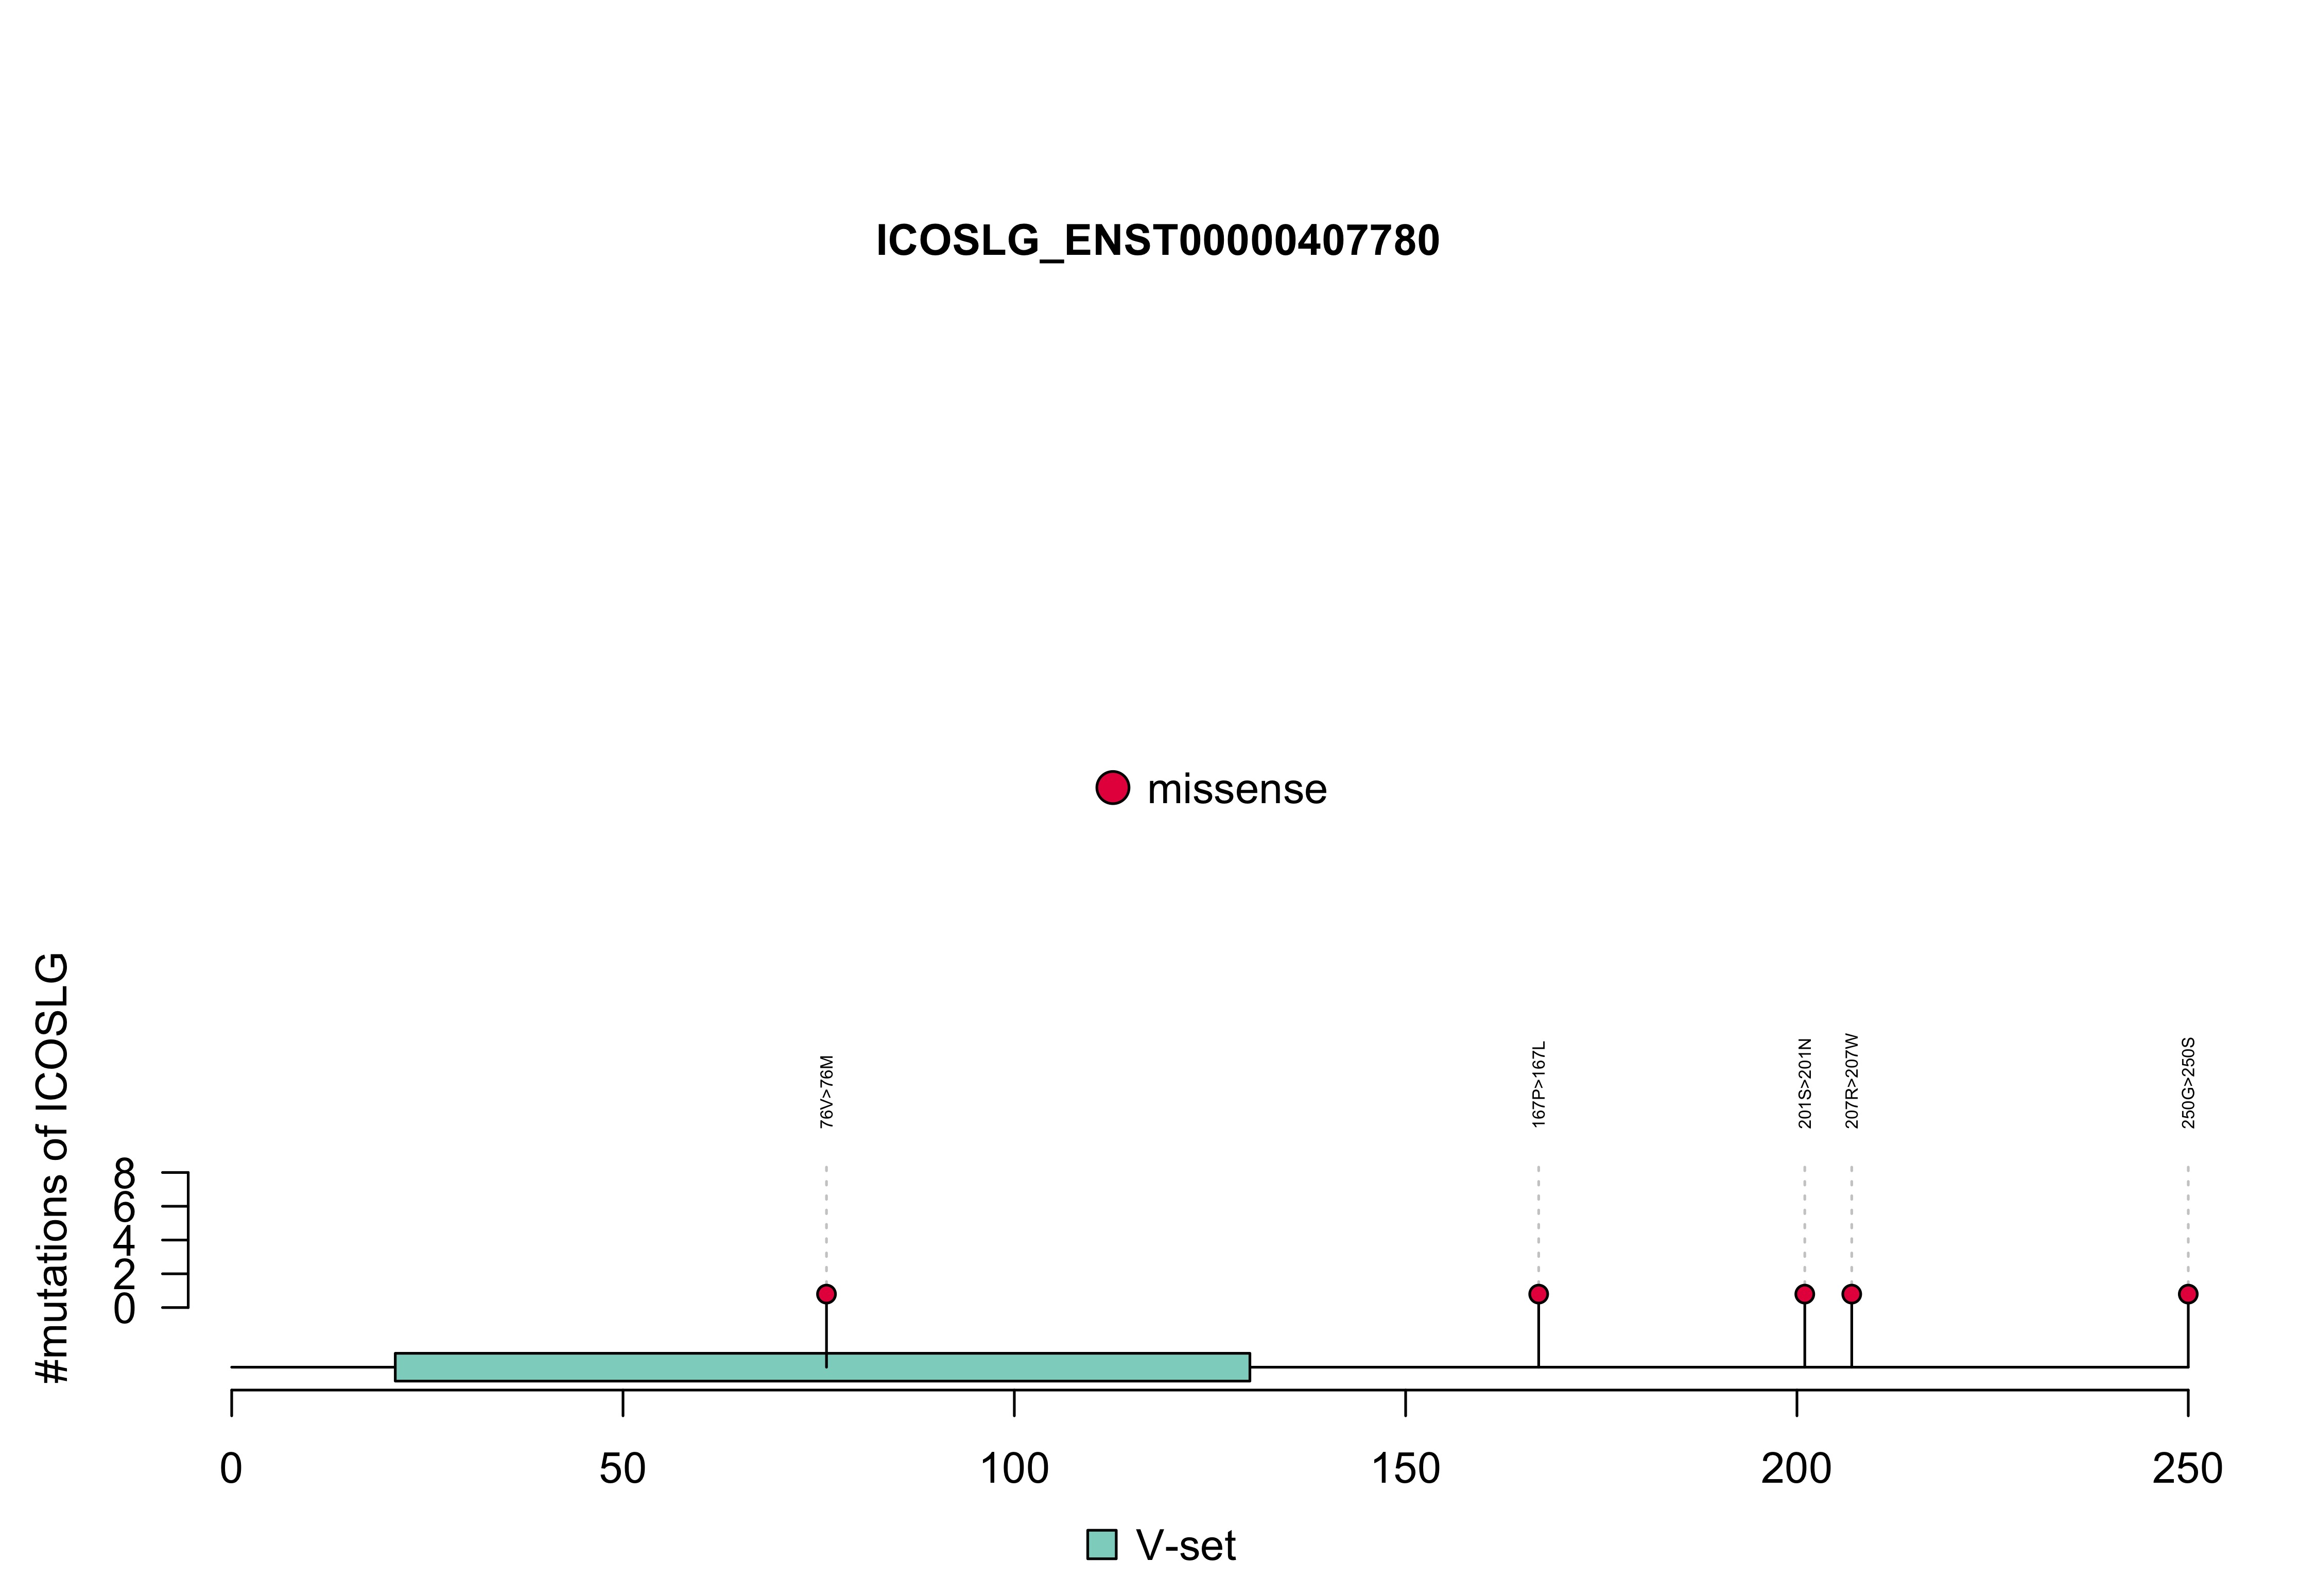 ICOSLG_ENST00000407780
missense
#mutations of ICOSLG
76V>76M
167P>167L
201S>201N
207R>207W
250G>250S
8
6
4
2
0
0 50 100 150 200 250
V-set